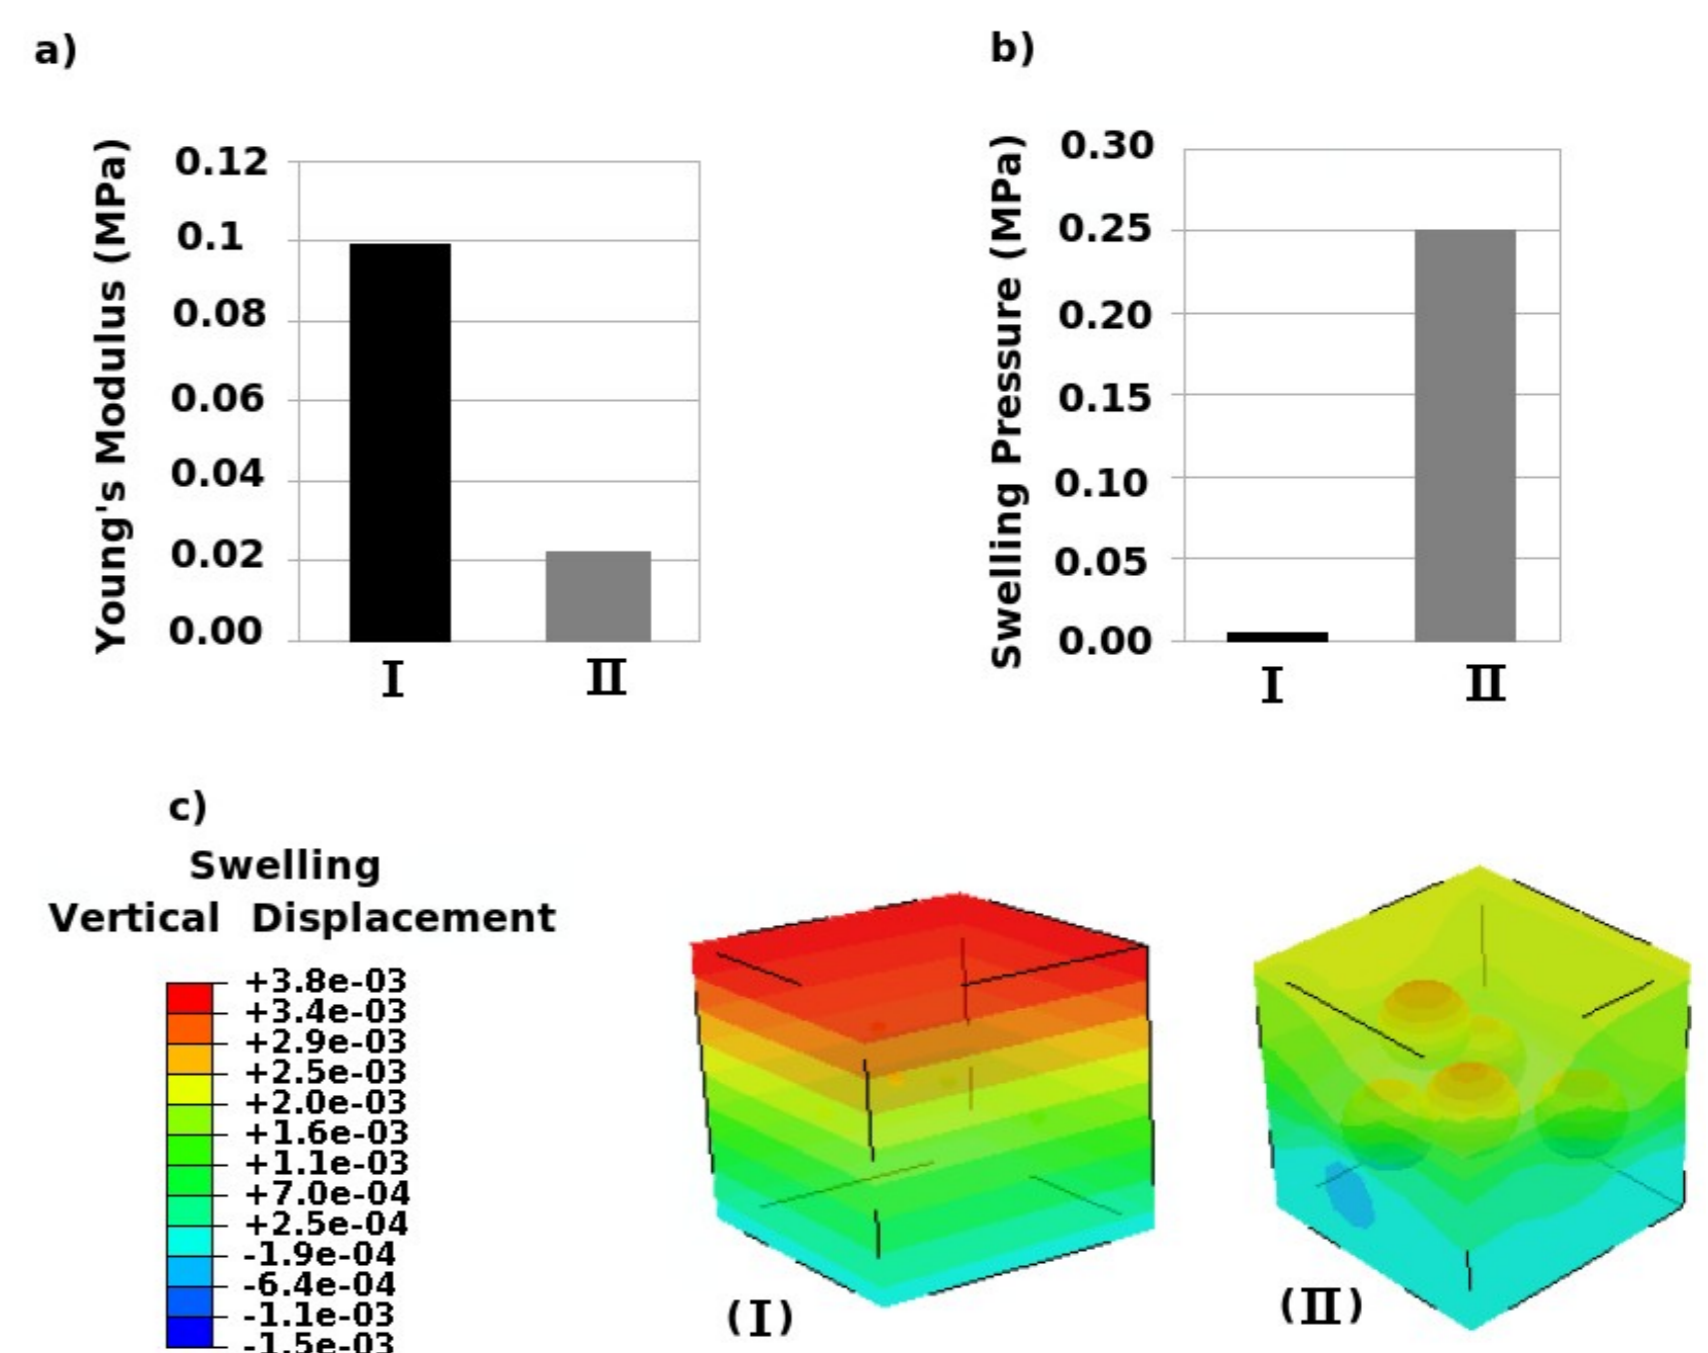 a)
Young's Modulus (MPa)
0.12
0.1
0.08
0.06
0.04
0.02
0.00
I
II
b)
Swelling Pressure (MPa)
0.30
0.25
0.20
0.15
0.10
0.05
0.00
I
II
c)
Swelling
Vertical Displacement
+3.8e-03
+3.4e-03
+2.9e-03
+2.5e-03
+2.0e-03
+1.6e-03
+1.1e-03
+7.0e-04
+2.5e-04
-1.9e-04
-6.4e-04
-1.1e-03
-1.5e-03
(I)
(II)